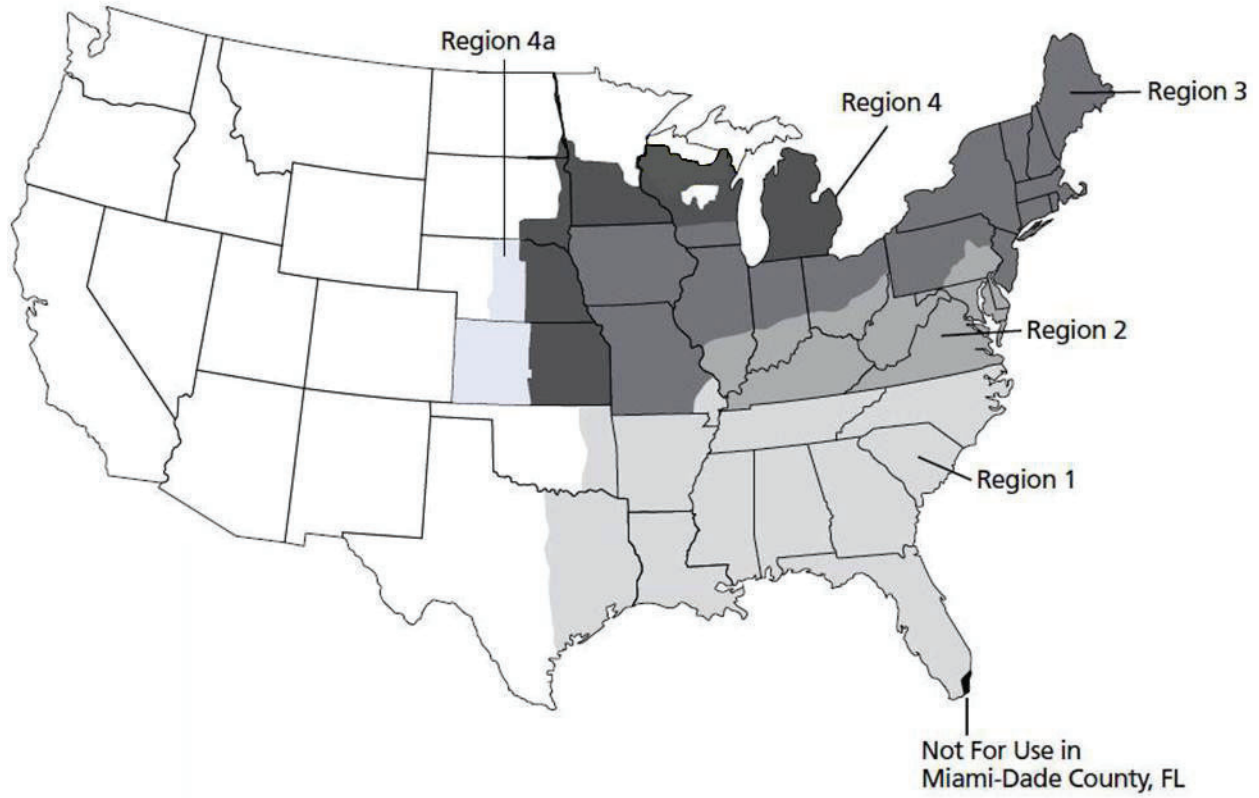 Region 4a
Region 4
Region 3
Region 2
Region 1
Not For Use in
Miami-Dade County, FL